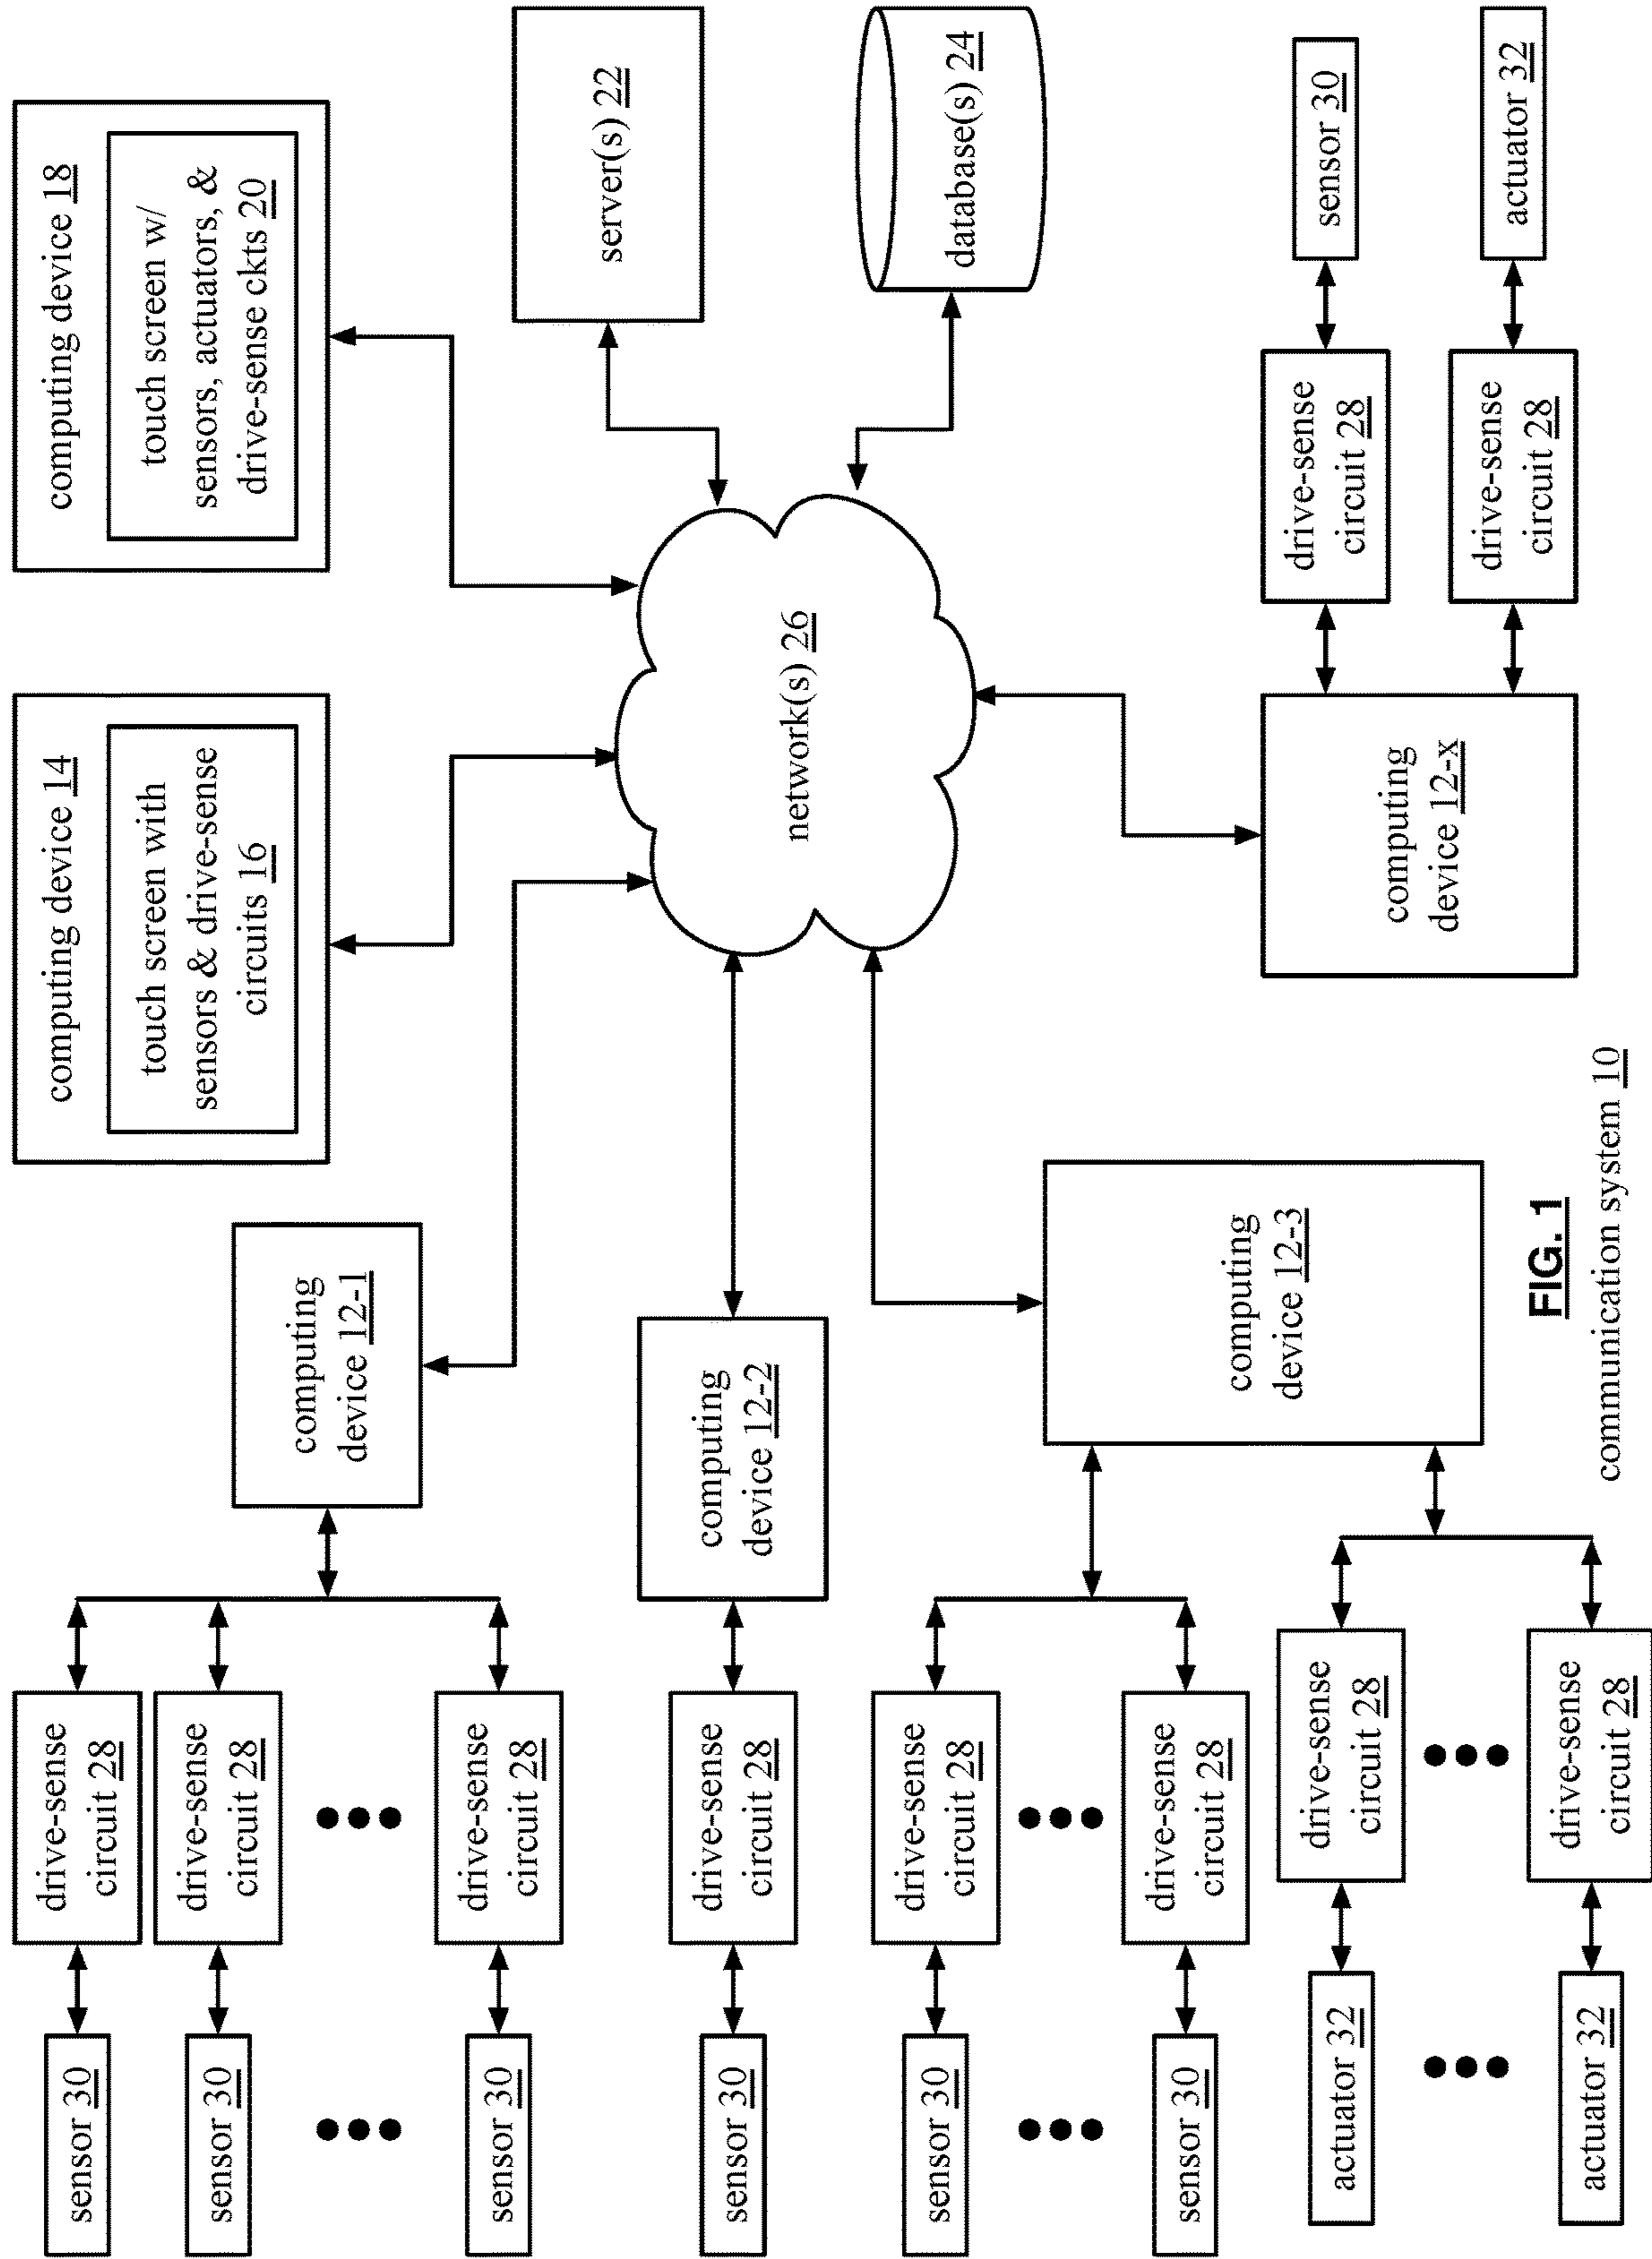 computing device 14
touch screen with
sensors & drive-sense
circuits 16
computing device 18
touch screen w/
sensors, actuators, &
drive-sense ckts 20
sensor 30
drive-sense
circuit 28
sensor 30
drive-sense
circuit 28
sensor 30
drive-sense
circuit 28
computing
device 12-1
server(s) 22
sensor 30
drive-sense
circuit 28
computing
device 12-2
network(s) 26
database(s) 24
sensor 30
drive-sense
circuit 28
sensor 30
drive-sense
circuit 28
computing
device 12-3
actuator 32
drive-sense
circuit 28
actuator 32
drive-sense
circuit 28
computing
device 12-x
drive-sense
circuit 28
sensor 30
drive-sense
circuit 28
actuator 32
FIG. 1
communication system 10